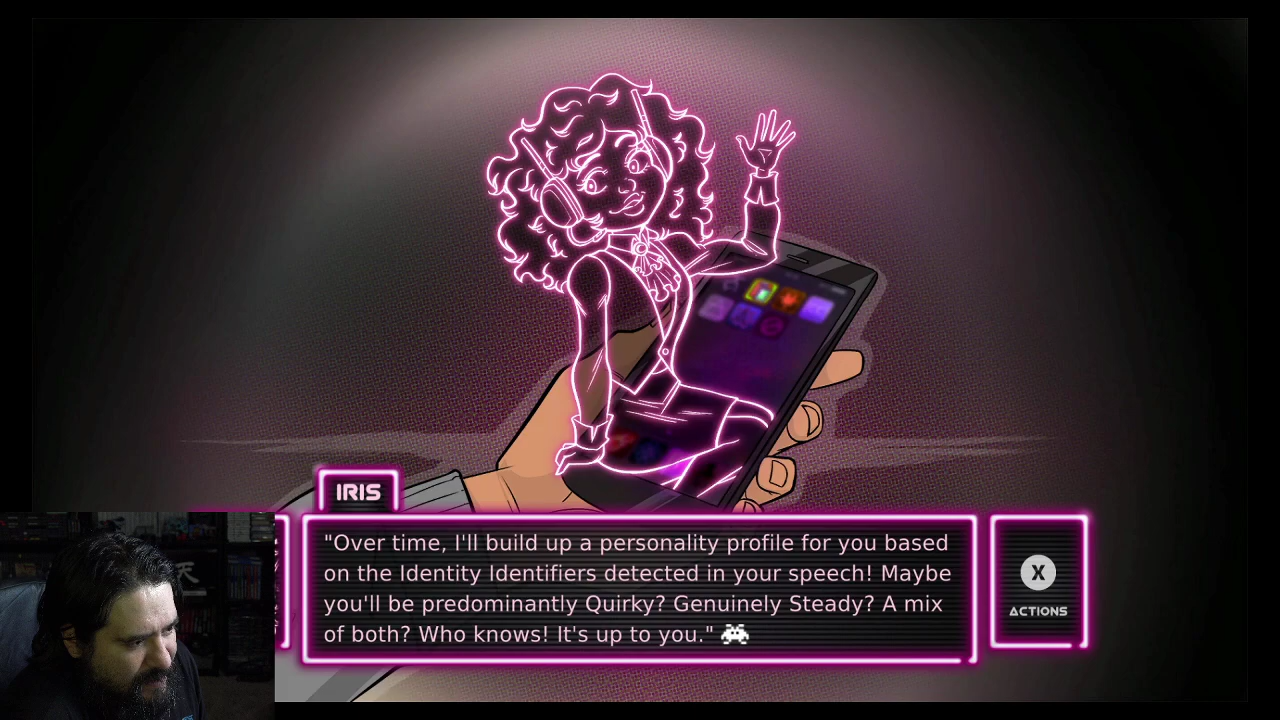 IRIS
"Over time, I'll build up a personality profile for you based
on the Identity Identifiers detected in your speech! Maybe
you'll be predominantly Quirky? Genuinely Steady? A mix
of both? Who knows! It's up to you."
X
ACTIONS
天